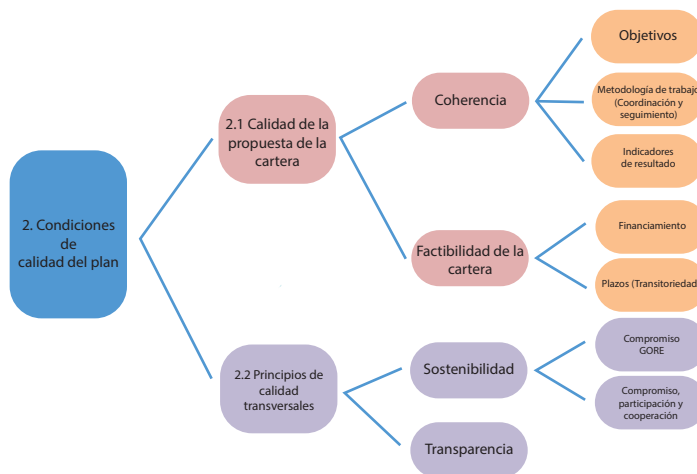 2. Condiciones
de
calidad del plan
2.1 Calidad de la
propuesta de la
cartera
Coherencia
Objetivos
Metodología de trabajo
(Coordinación y
seguimiento)
Indicadores
de resultado
Factibilidad de la
cartera
Financiamiento
Plazos (Transitoriedad
2.2 Principios de
calidad
transversales
Sostenibilidad
Compromiso
GORE
Compromiso,
participación y
cooperación
Transparencia